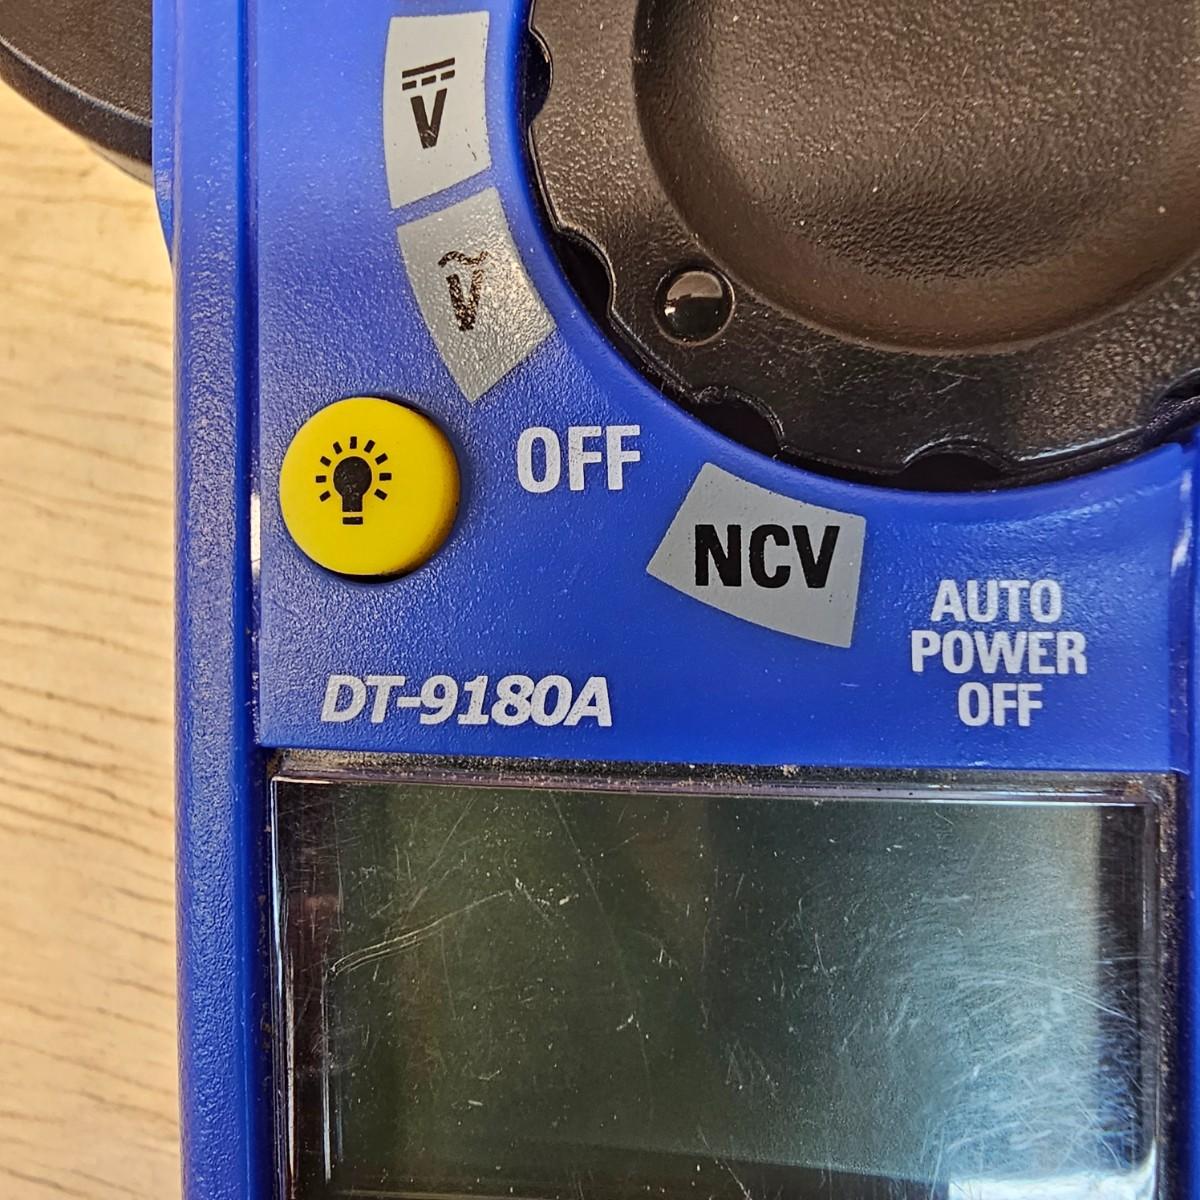 V
V
OFF
NCV
AUTO
POWER
OFF
DT-9180A